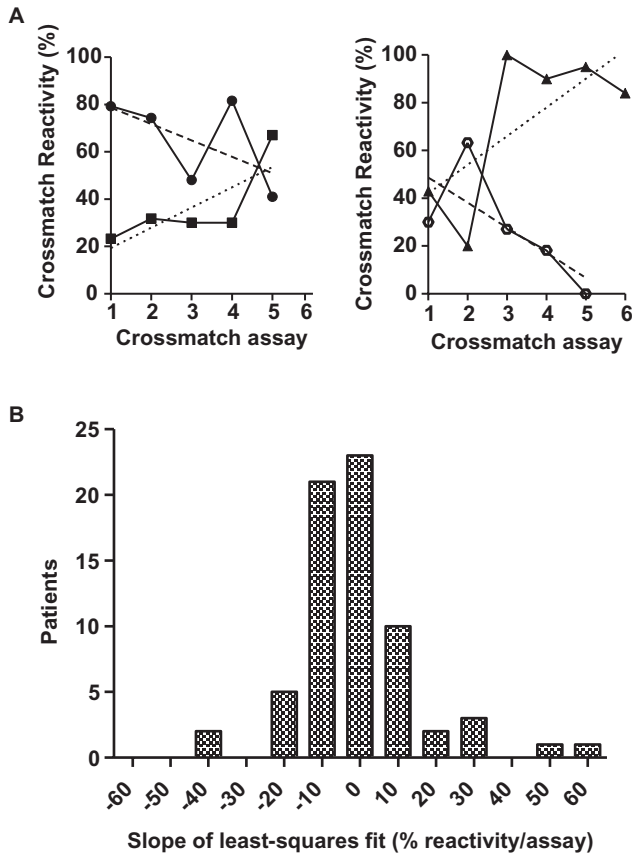 A
Crossmatch Reactivity (%)
100
80
60
40
20
0
1 2 3 4 5 6
Crossmatch assay
Crossmatch Reactivity (%)
100
80
60
40
20
0
1 2 3 4 5 6
Crossmatch assay
B
Patients
25
20
15
10
5
0
-60 -50 -40 -30 -20 -10 0 10 20 30 40 50 60
Slope of least-squares fit (% reactivity/assay)